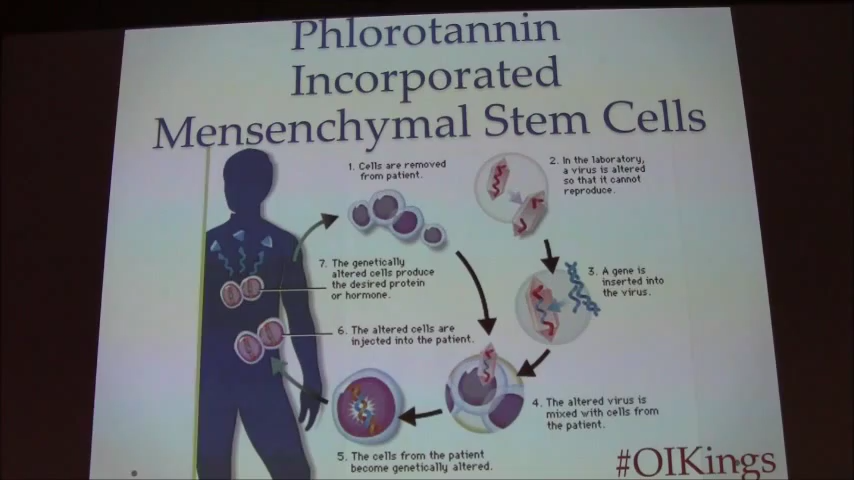 Phlorotannin
Incorporated
Mensenchymal Stem Cells
1. Cells are removed
from patient.
2. In the laboratory,
a virus is altered
so that it cannot
reproduce.
3. A gene is
inserted into
the virus.
4. The altered virus is
mixed with cells from
the patient.
5. The cells from the patient
become genetically altered.
6. The altered cells are
injected into the patient.
7. The genetically
altered cells produce
the desired protein
or hormone.
#OIKings